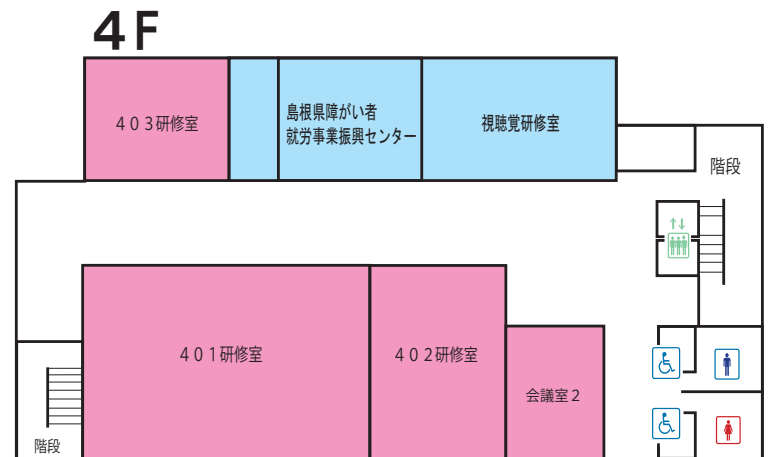 4F
403研修室
島根県障がい者
就労事業振興センター
視聴覚研修室
階段
401研修室
402研修室
会議室2
階段